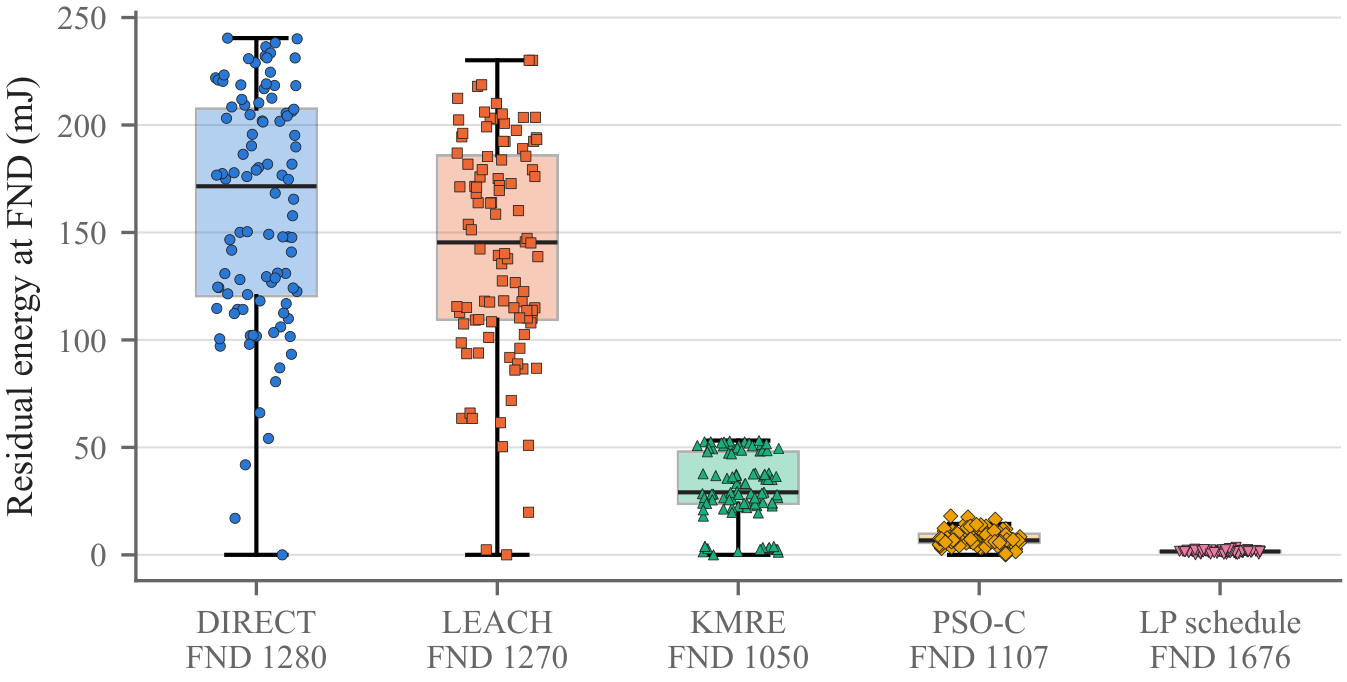 Residual energy at FND (mJ)
250
200
150
100
50
0
DIRECT
FND 1280
LEACH
FND 1270
KMRE
FND 1050
PSO-C
FND 1107
LP schedule
FND 1676